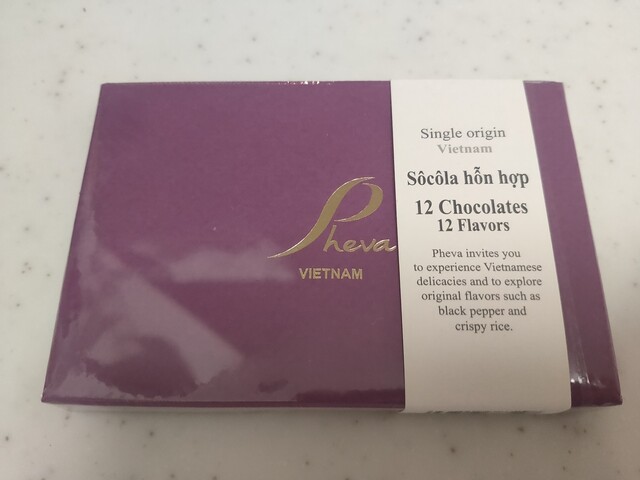 Pheva
VIETNAM
Single origin
Vietnam
Sôcôla hỗn hợp
12 Chocolates
12 Flavors
Pheva invites you
to experience Vietnamese
delicacies and to explore
original flavors such as
black pepper and
crispy rice.